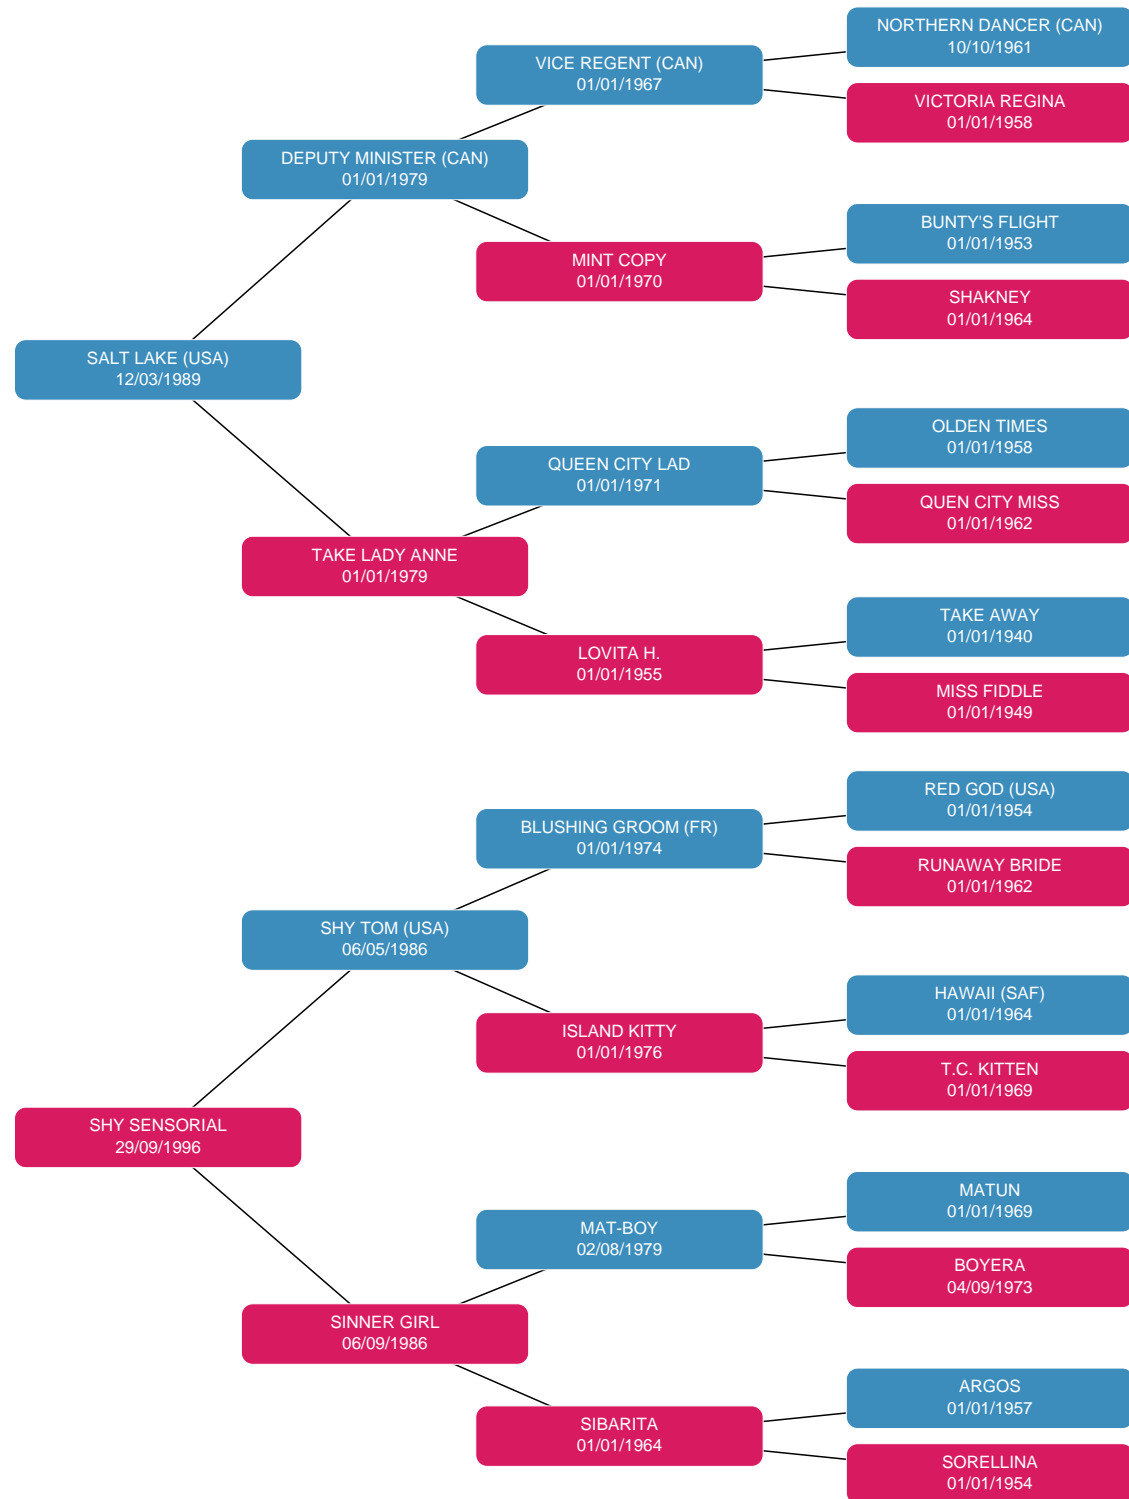 NORTHERN DANCER (CAN)
10/10/1961
VICE REGENT (CAN)
01/01/1967
VICTORIA REGINA
01/01/1958
DEPUTY MINISTER (CAN)
01/01/1979
BUNTY'S FLIGHT
01/01/1953
MINT COPY
01/01/1970
SHAKNEY
01/01/1964
SALT LAKE (USA)
12/03/1989
OLDEN TIMES
01/01/1958
QUEEN CITY LAD
01/01/1971
QUEN CITY MISS
01/01/1962
TAKE LADY ANNE
01/01/1979
TAKE AWAY
01/01/1940
LOVITA H.
01/01/1955
MISS FIDDLE
01/01/1949
RED GOD (USA)
01/01/1954
BLUSHING GROOM (FR)
01/01/1974
RUNAWAY BRIDE
01/01/1962
SHY TOM (USA)
06/05/1986
HAWAII (SAF)
01/01/1964
ISLAND KITTY
01/01/1976
T.C. KITTEN
01/01/1969
SHY SENSORIAL
29/09/1996
MATUN
01/01/1969
MAT-BOY
02/08/1979
BOYERA
04/09/1973
SINNER GIRL
06/09/1986
ARGOS
01/01/1957
SIBARITA
01/01/1964
SORELLINA
01/01/1954